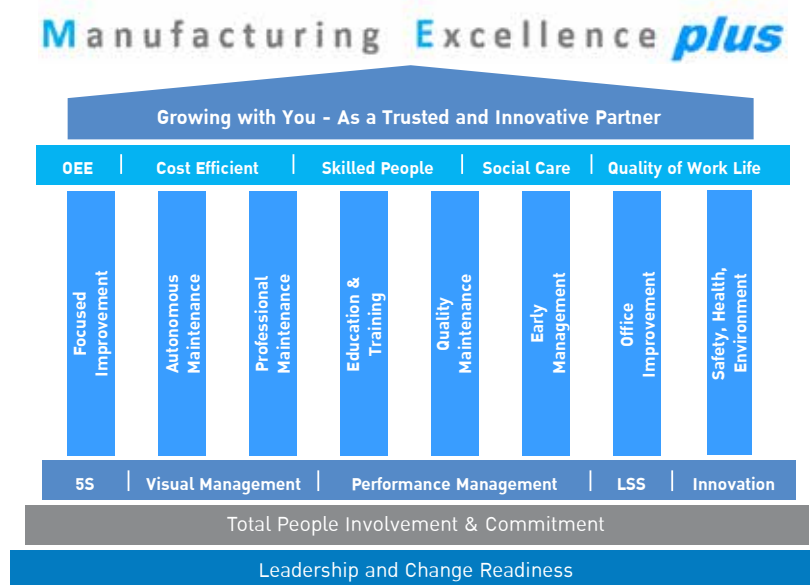 Manufacturing Excellence plus
Growing with You - As a Trusted and Innovative Partner
OEE | Cost Efficient | Skilled People | Social Care | Quality of Work Life
Focused
Improvement
Autonomous
Maintenance
Professional
Maintenance
Education &
Training
Quality
Maintenance
Early
Management
Office
Improvement
Safety, Health,
Environment
5S | Visual Management | Performance Management | LSS | Innovation
Total People Involvement & Commitment
Leadership and Change Readiness